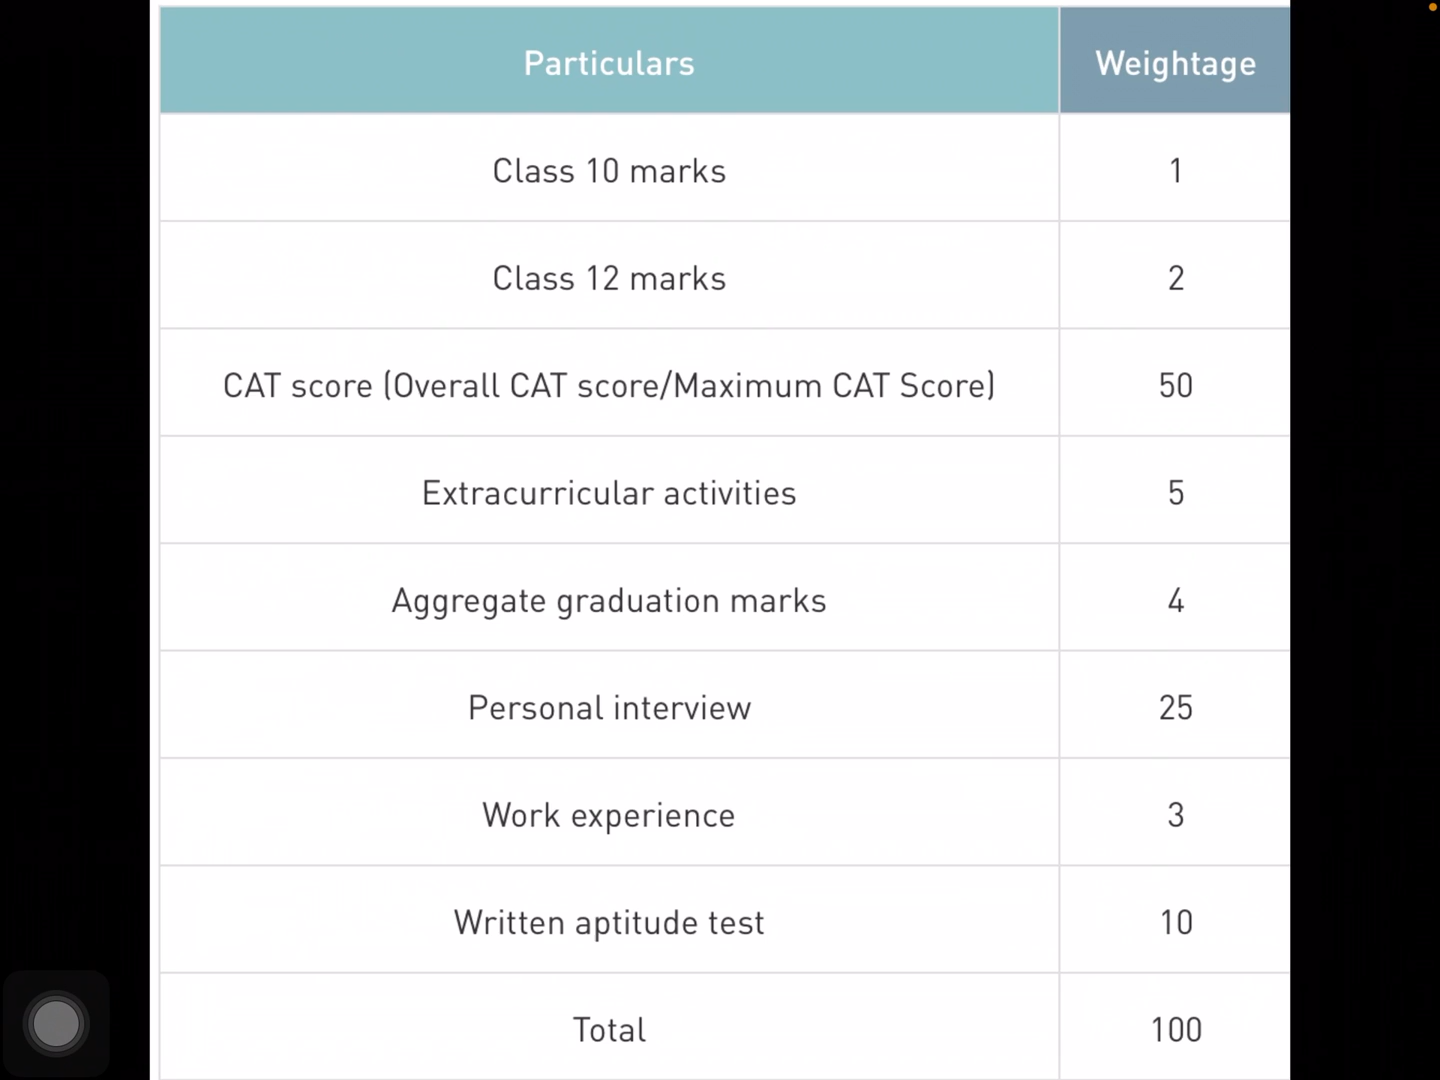 Particulars Weightage
Class 10 marks 1
Class 12 marks 2
CAT score (Overall CAT score/Maximum CAT Score) 50
Extracurricular activities 5
Aggregate graduation marks 4
Personal interview 25
Work experience 3
Written aptitude test 10
Total 100